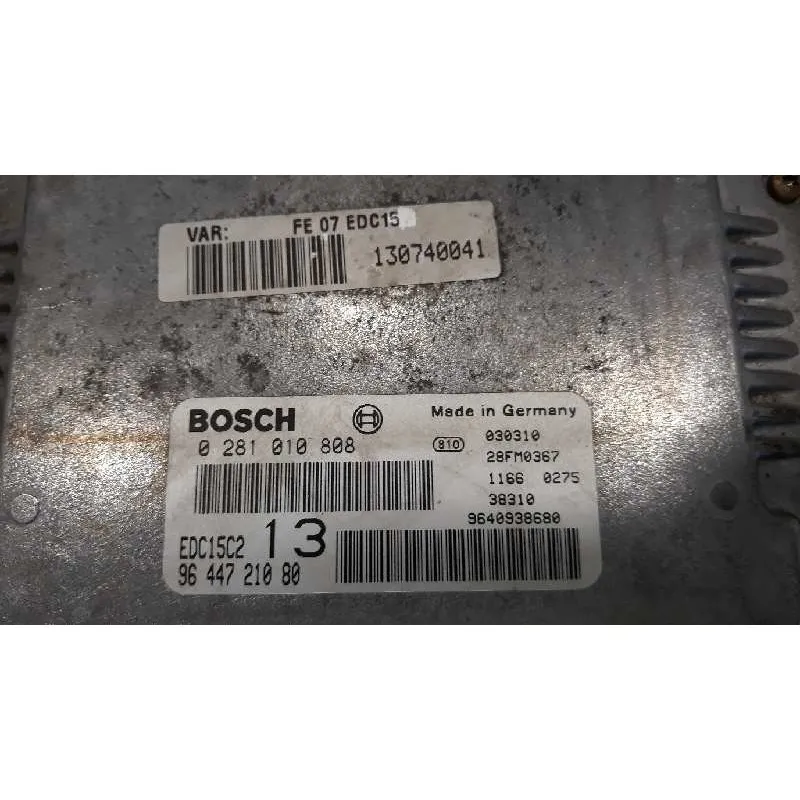 VAR: FE 07 EDC15
130740041
BOSCH Made in Germany
0 281 010 808 810 030310
28FM0367
1166 0275
38310
EDC15C2 13 9640938680
96 447 210 80